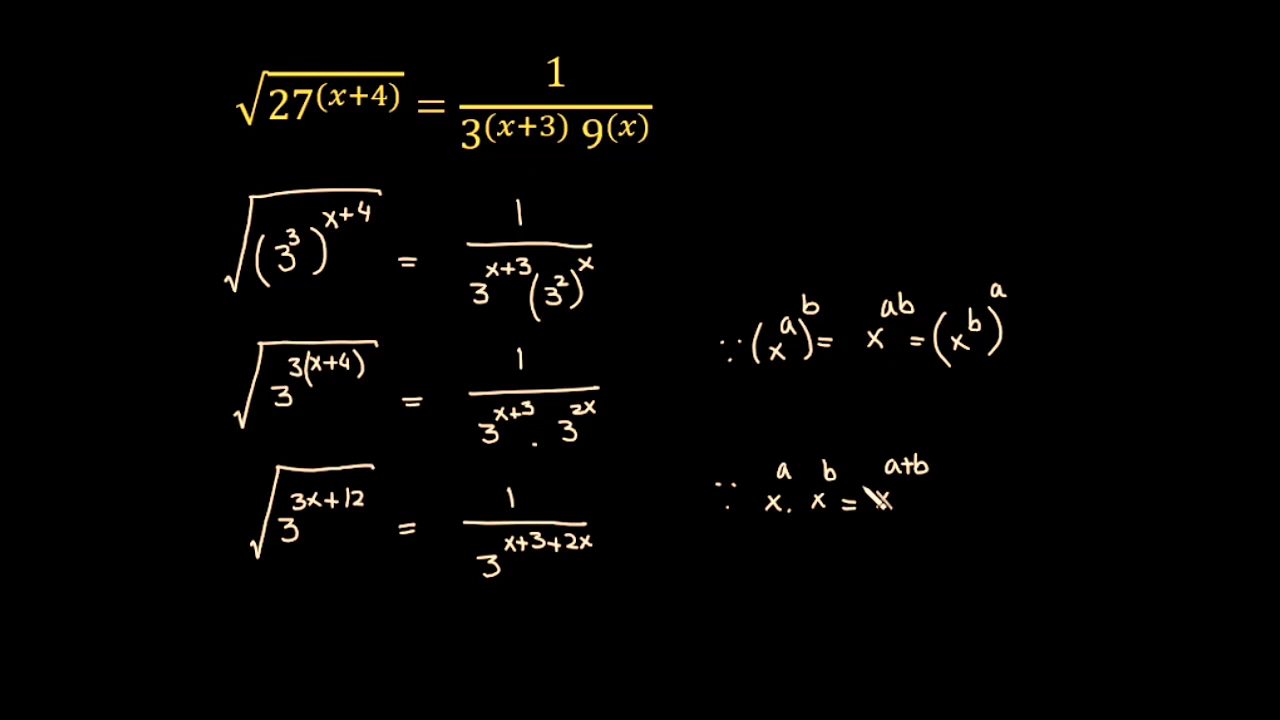 √27^(x+4) = 1/(3^(x+3) 9^(x))
√(3^3)^x+4 = 1/(3^x+3 (3^2)^x)
∵ (x^a)^b = x^ab = (x^b)^a
√3^3(x+4) = 1/(3^x+3 . 3^2x)
∵ x^a . x^b = x^a+b
√3^3x+12 = 1/3^x+3+2x